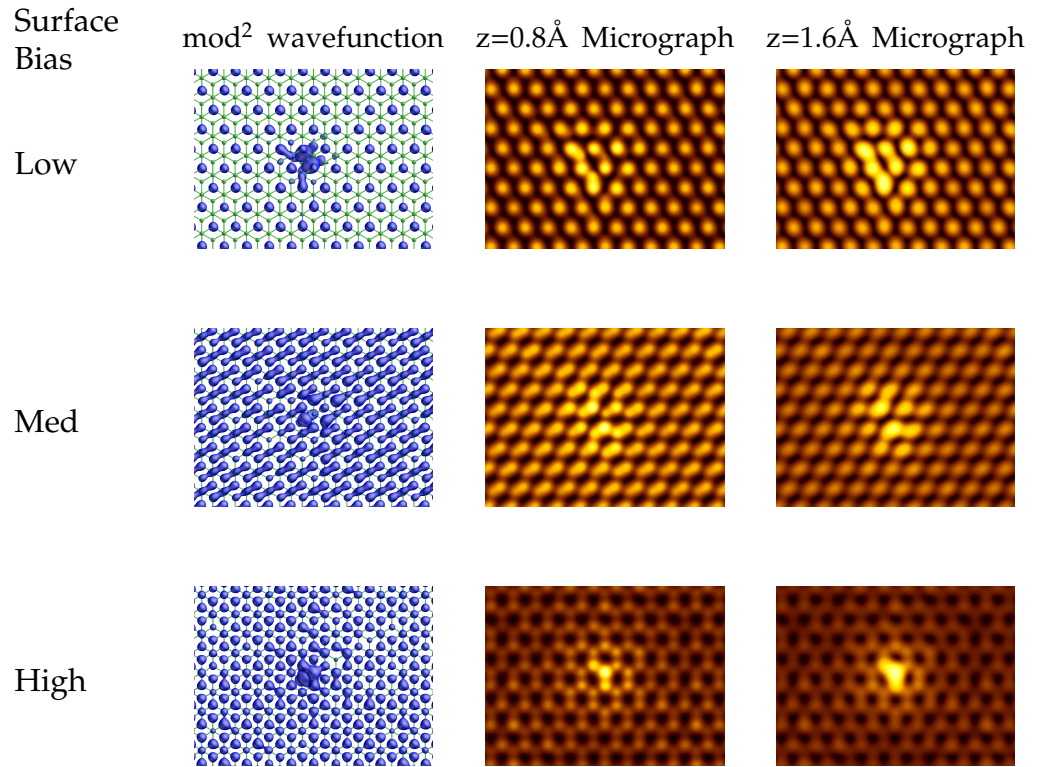 Surface
Bias
mod² wavefunction
z=0.8Å Micrograph
z=1.6Å Micrograph
Low
Med
High